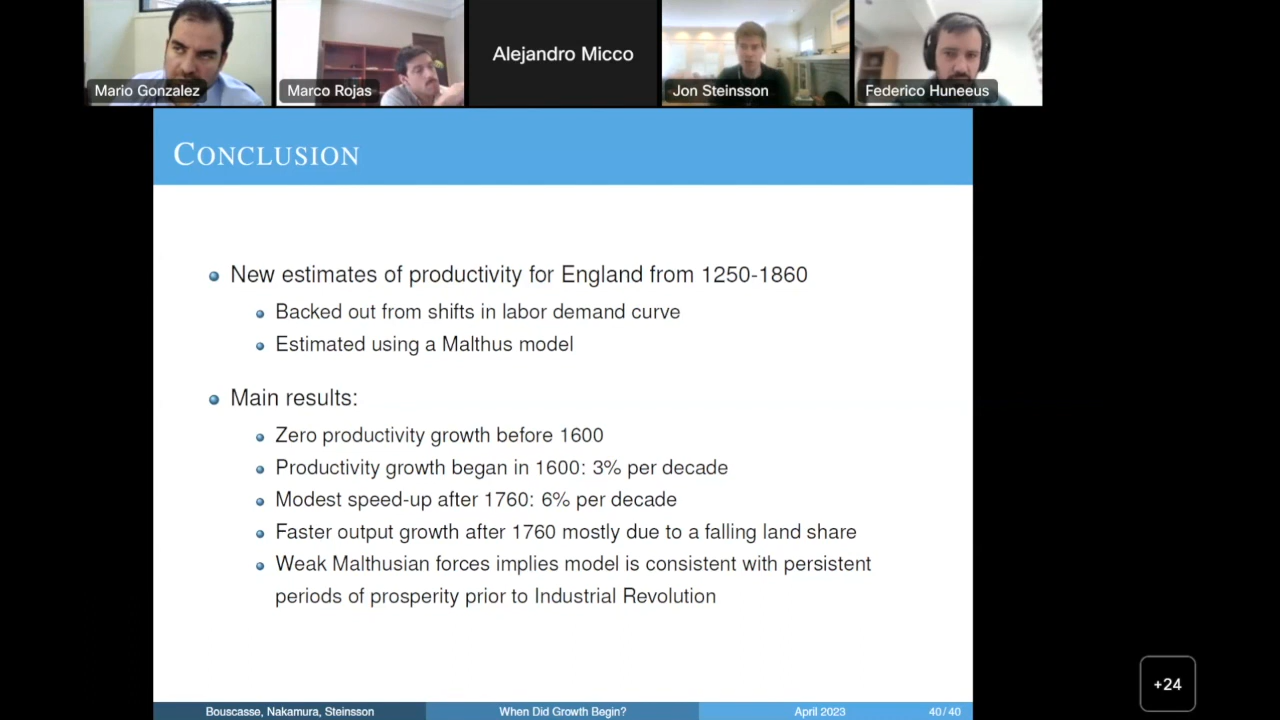 Mario Gonzalez
Marco Rojas
Alejandro Micco
Jon Steinsson
Federico Huneeus
CONCLUSION
New estimates of productivity for England from 1250-1860
Backed out from shifts in labor demand curve
Estimated using a Malthus model
Main results:
Zero productivity growth before 1600
Productivity growth began in 1600: 3% per decade
Modest speed-up after 1760: 6% per decade
Faster output growth after 1760 mostly due to a falling land share
Weak Malthusian forces implies model is consistent with persistent
periods of prosperity prior to Industrial Revolution
+24
Bouscasse, Nakamura, Steinsson
When Did Growth Begin?
April 2023
40/40